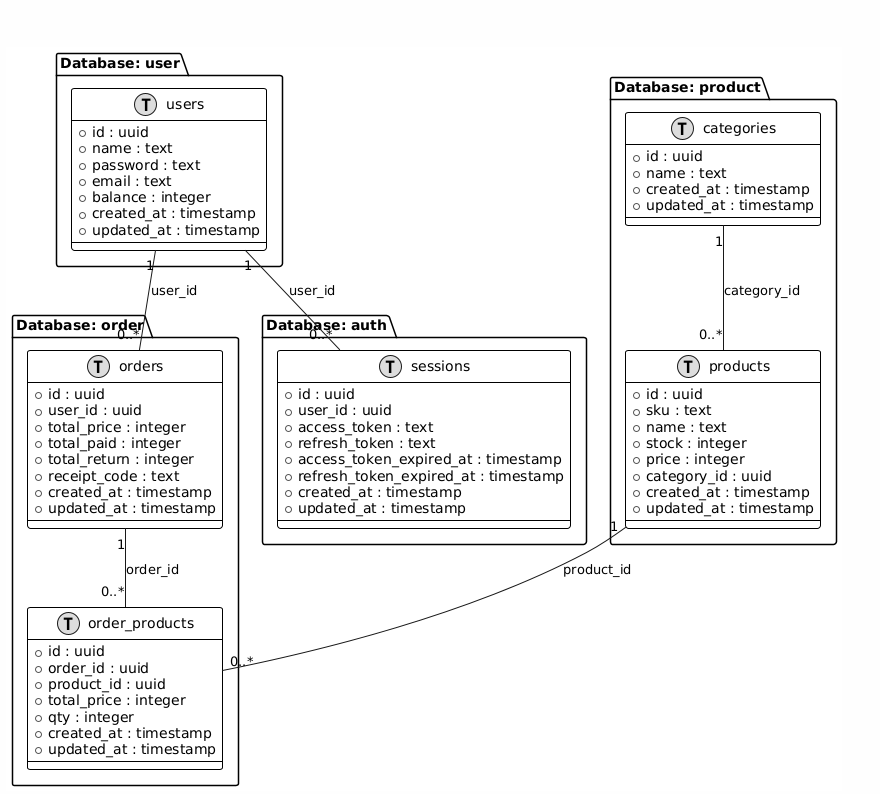 Database: user
T users
id : uuid
name : text
password : text
email : text
balance : integer
created_at : timestamp
updated_at : timestamp
Database: product
T categories
id : uuid
name : text
created_at : timestamp
updated_at : timestamp
1
1
1
user_id
user_id
category_id
0..*
0..*
0..*
Database: order
T orders
id : uuid
user_id : uuid
total_price : integer
total_paid : integer
total_return : integer
receipt_code : text
created_at : timestamp
updated_at : timestamp
Database: auth
T sessions
id : uuid
user_id : uuid
access_token : text
refresh_token : text
access_token_expired_at : timestamp
refresh_token_expired_at : timestamp
created_at : timestamp
updated_at : timestamp
T products
id : uuid
sku : text
name : text
stock : integer
price : integer
category_id : uuid
created_at : timestamp
updated_at : timestamp
1
1
order_id
product_id
0..*
0..*
T order_products
id : uuid
order_id : uuid
product_id : uuid
total_price : integer
qty : integer
created_at : timestamp
updated_at : timestamp